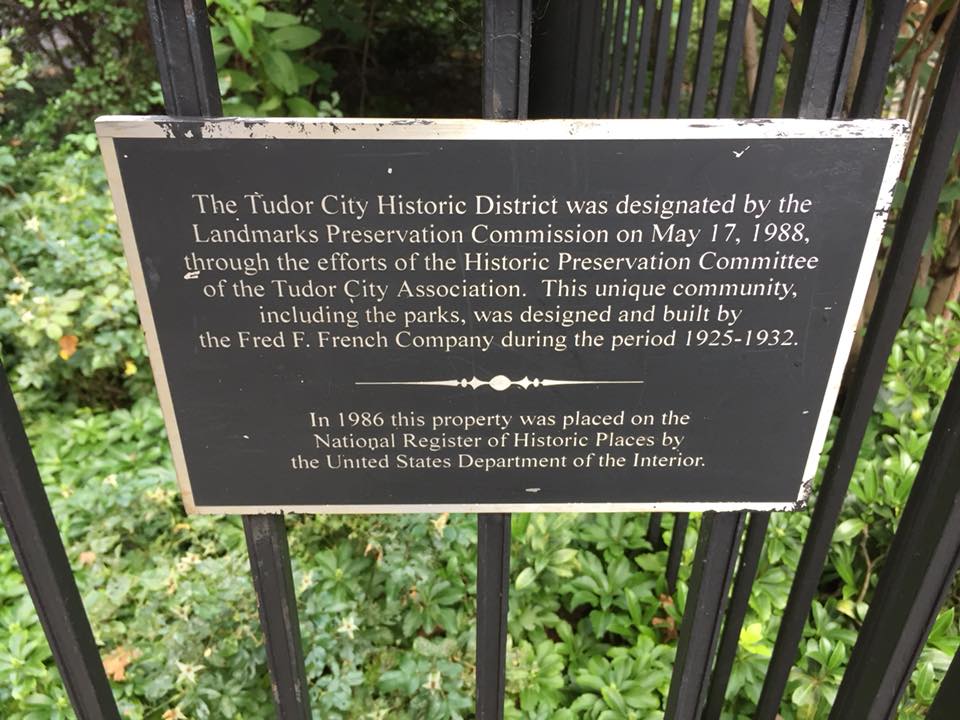 The Tudor City Historic District was designated by the
Landmarks Preservation Commission on May 17, 1988,
through the efforts of the Historic Preservation Committee
of the Tudor City Association. This unique community,
including the parks, was designed and built by
the Fred F. French Company during the period 1925-1932.
In 1986 this property was placed on the
National Register of Historic Places by
the United States Department of the Interior.